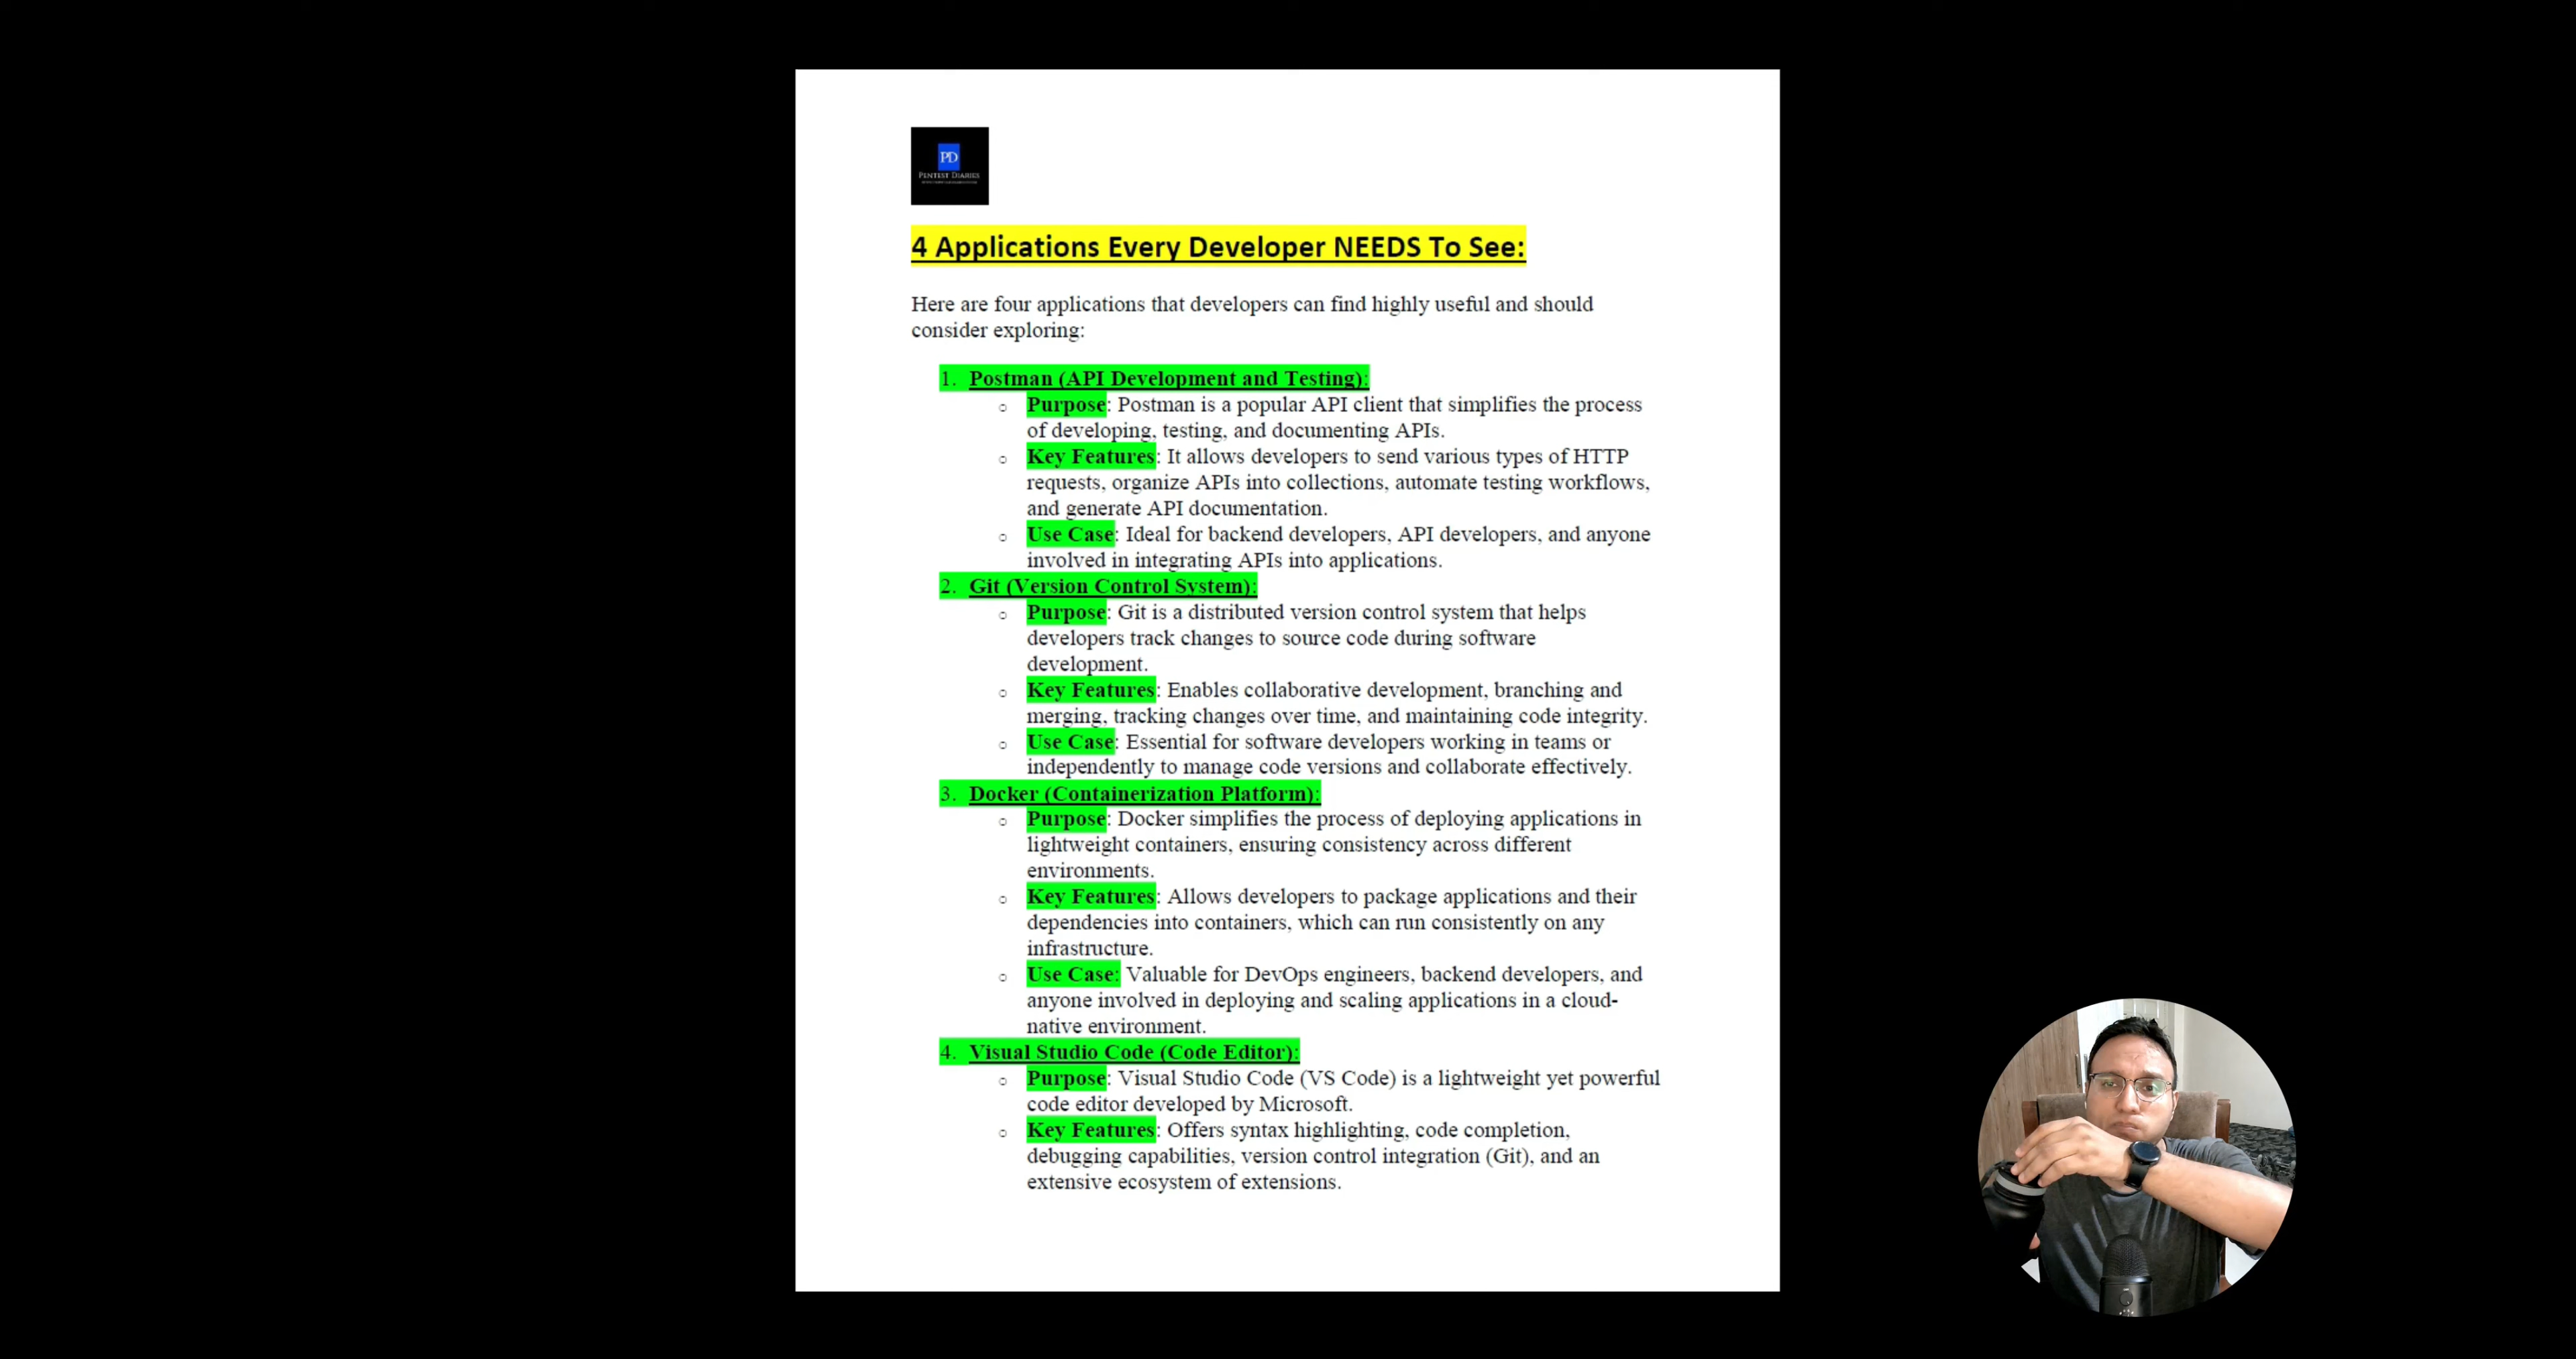 PD
PENTEST DIARIES
4 Applications Every Developer NEEDS To See:
Here are four applications that developers can find highly useful and should
consider exploring:
1. Postman (API Development and Testing):
o Purpose: Postman is a popular API client that simplifies the process
of developing, testing, and documenting APIs.
o Key Features: It allows developers to send various types of HTTP
requests, organize APIs into collections, automate testing workflows,
and generate API documentation.
o Use Case: Ideal for backend developers, API developers, and anyone
involved in integrating APIs into applications.
2. Git (Version Control System):
o Purpose: Git is a distributed version control system that helps
developers track changes to source code during software
development.
o Key Features: Enables collaborative development, branching and
merging, tracking changes over time, and maintaining code integrity.
o Use Case: Essential for software developers working in teams or
independently to manage code versions and collaborate effectively.
3. Docker (Containerization Platform):
o Purpose: Docker simplifies the process of deploying applications in
lightweight containers, ensuring consistency across different
environments.
o Key Features: Allows developers to package applications and their
dependencies into containers, which can run consistently on any
infrastructure.
o Use Case: Valuable for DevOps engineers, backend developers, and
anyone involved in deploying and scaling applications in a cloud-
native environment.
4. Visual Studio Code (Code Editor):
o Purpose: Visual Studio Code (VS Code) is a lightweight yet powerful
code editor developed by Microsoft.
o Key Features: Offers syntax highlighting, code completion,
debugging capabilities, version control integration (Git), and an
extensive ecosystem of extensions.